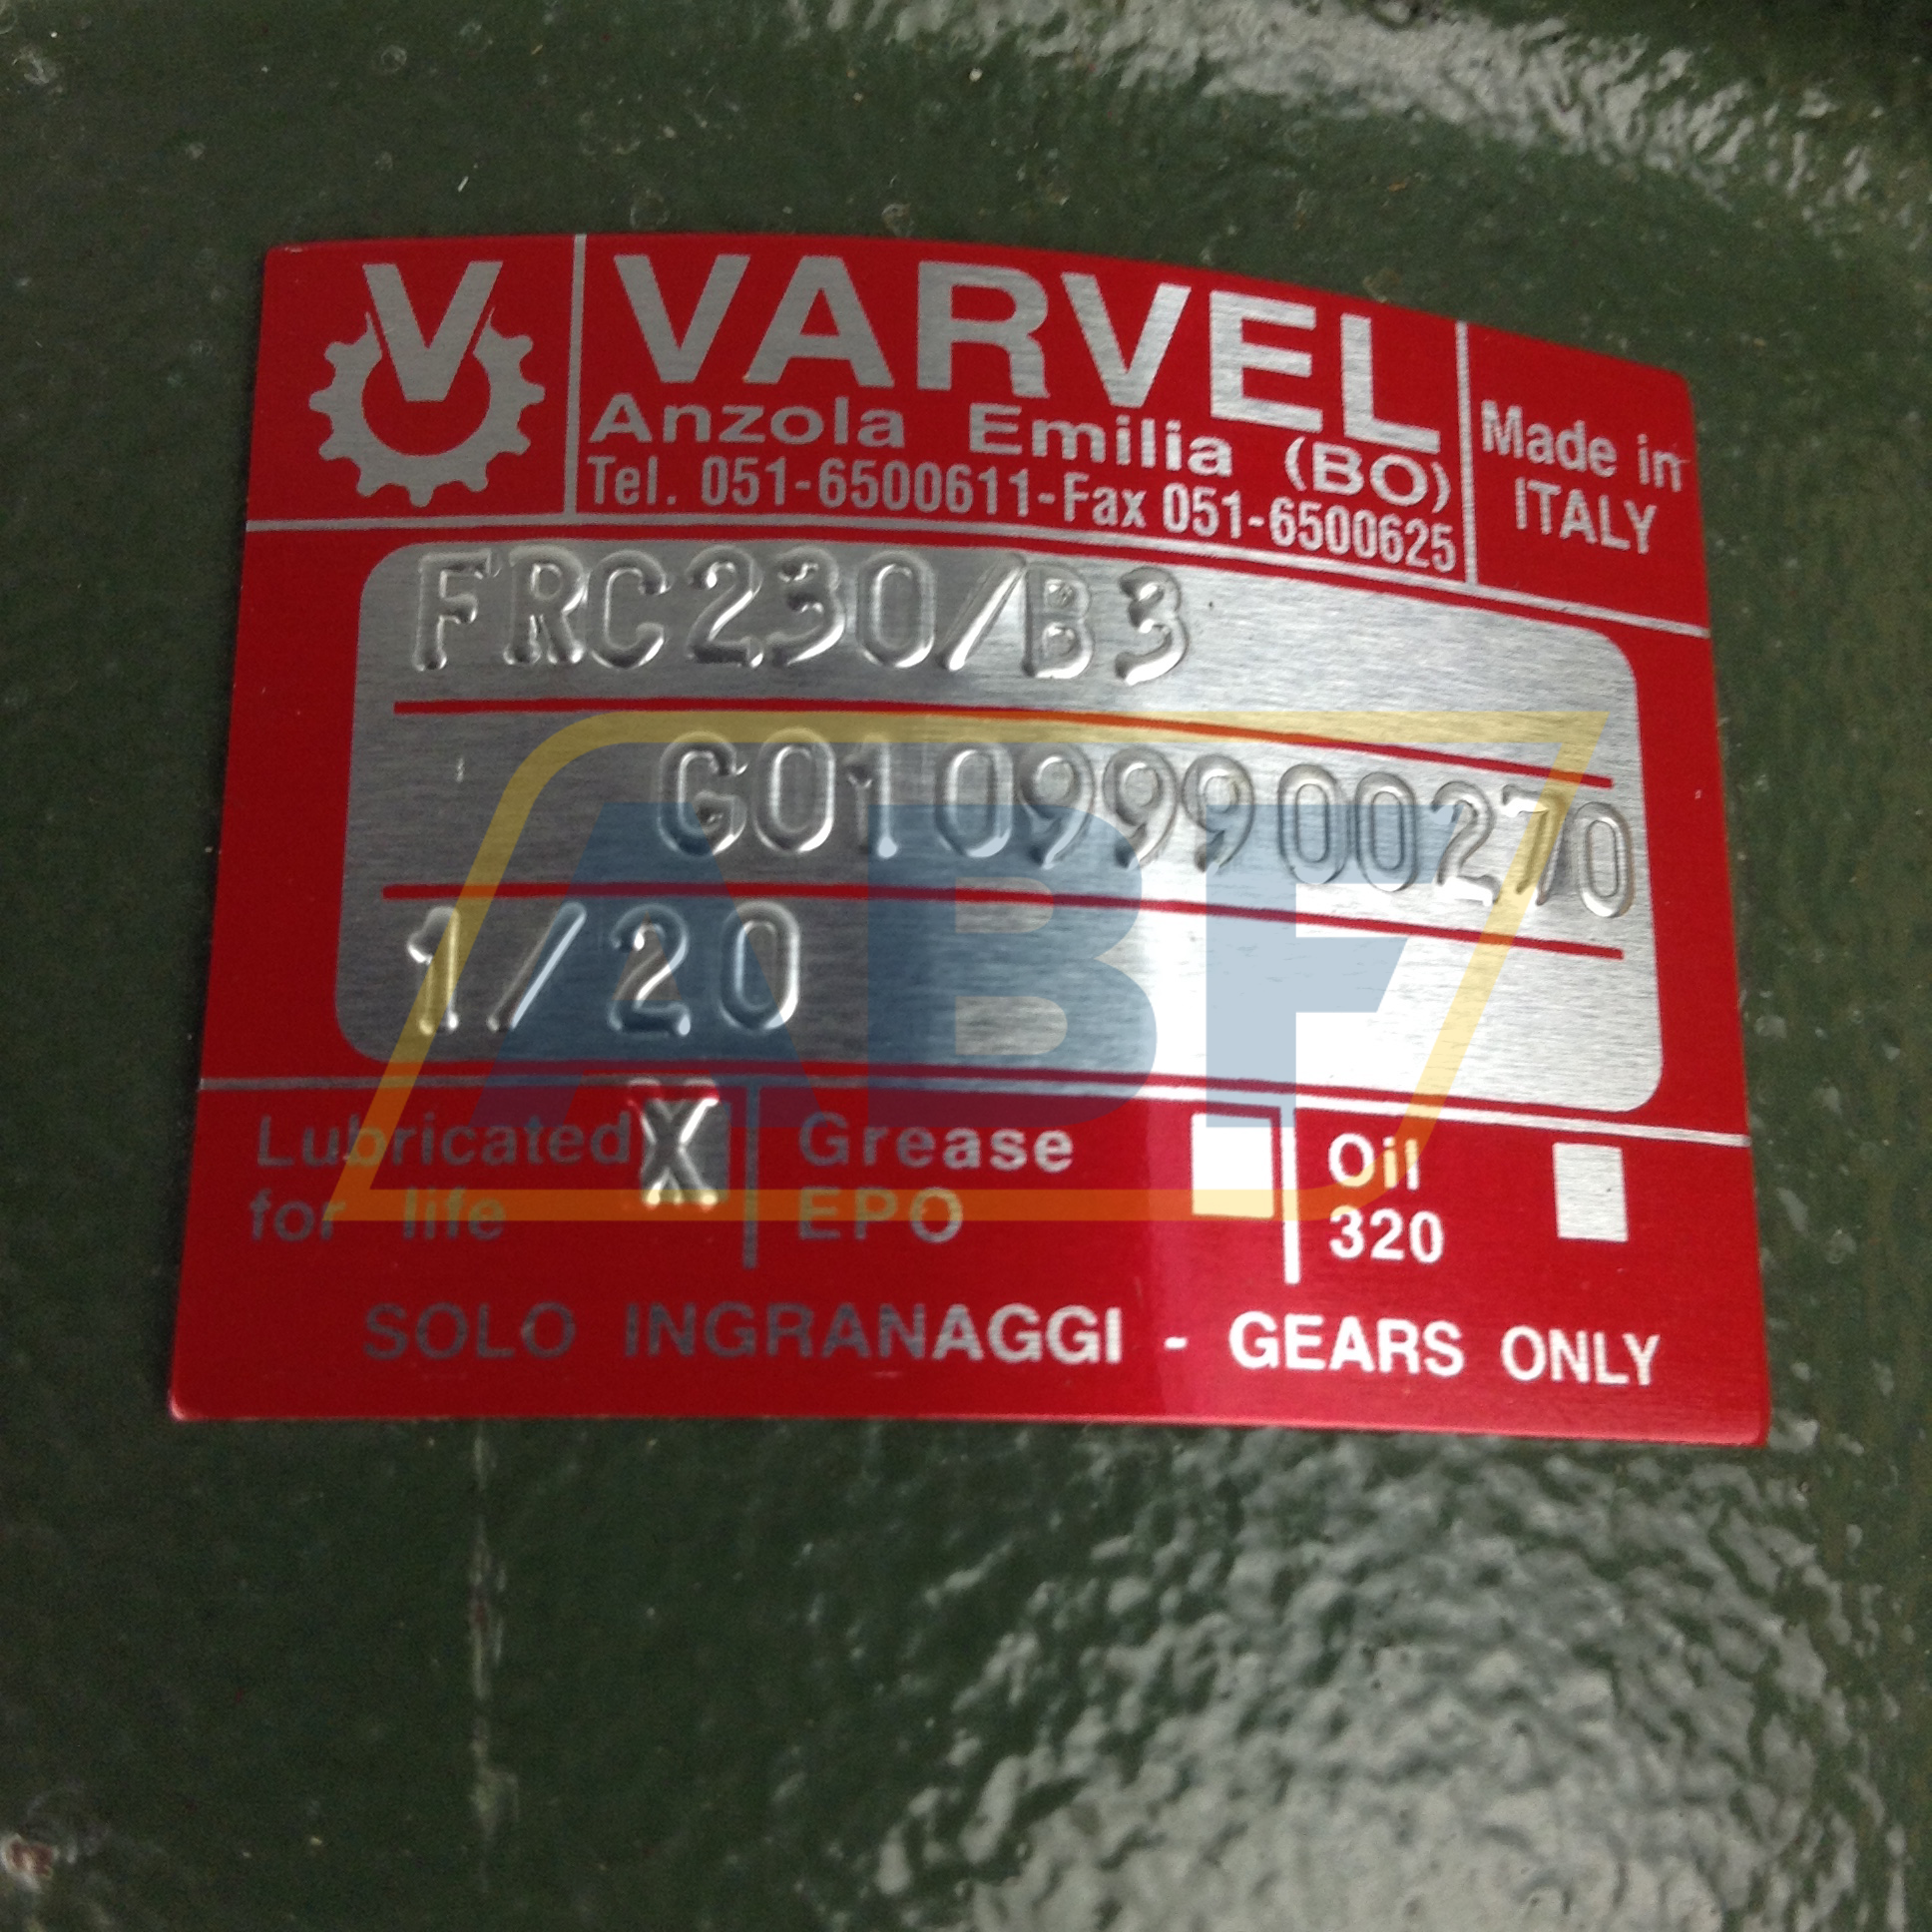 V
VARVEL
Anzola Emilia (BO)
Tel. 051-6500611-Fax 051-6500625
Made in
ITALY
FRC230/B3
G01099900270
1/20
Lubricated X
for life
Grease
EPO
Oil
320
SOLO INGRANAGGI - GEARS ONLY
ABF